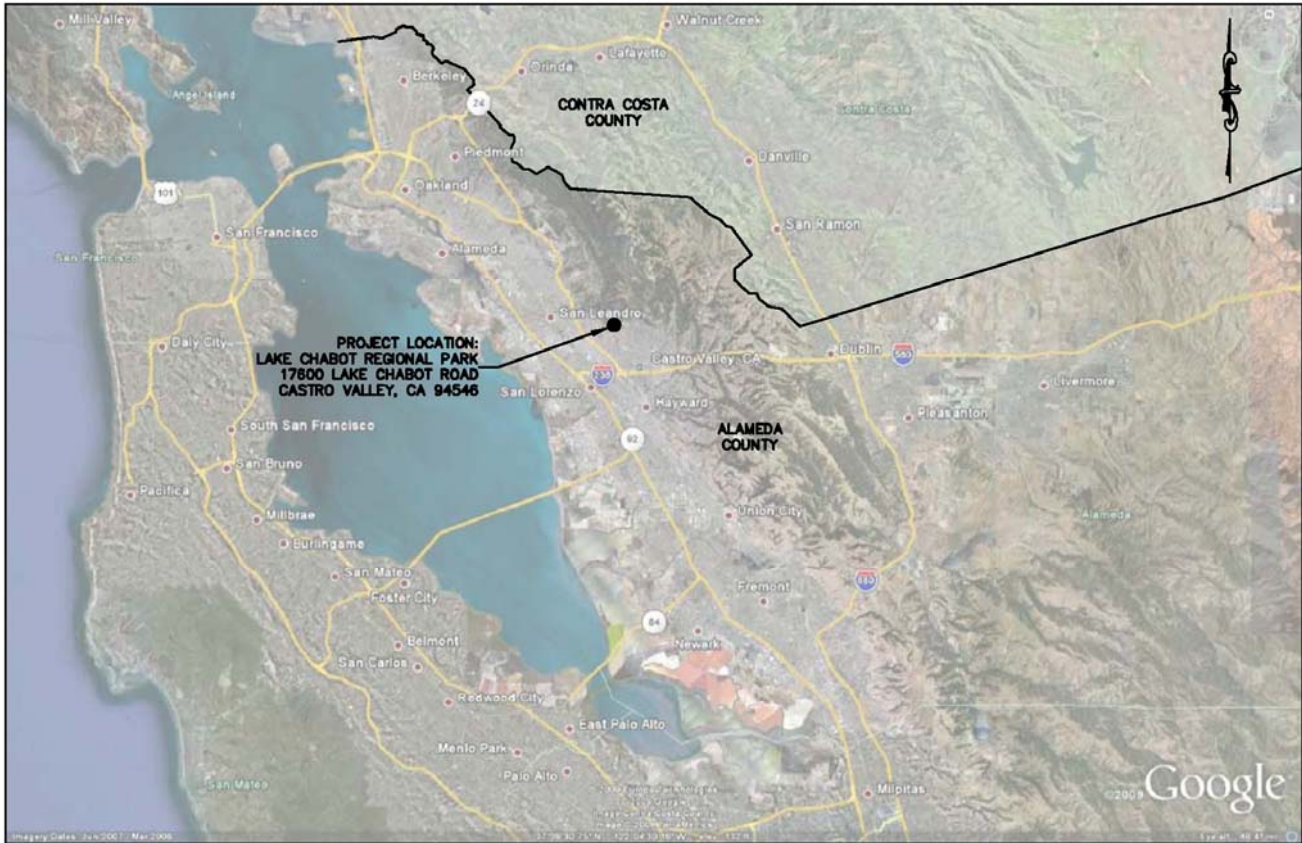 Mill Valley
Walnut Creek
Lafayette
Orinda
Berkeley
Angel Island
24
CONTRA COSTA
COUNTY
Contra Costa
Piedmont
Danville
Oakland
101
San Francisco
Alameda
San Ramon
San Francisco
San Leandro
PROJECT LOCATION:
LAKE CHABOT REGIONAL PARK
17600 LAKE CHABOT ROAD
CASTRO VALLEY, CA 94546
Daly City
Castro Valley, CA
Dublin
580
238
San Lorenzo
Livermore
Hayward
Pleasanton
ALAMEDA
COUNTY
South San Francisco
92
San Bruno
Pacifica
Millbrae
Union City
Alameda
Burlingame
San Mateo
Foster City
Fremont
84
Newark
Belmont
San Carlos
Redwood City
East Palo Alto
Menlo Park
Palo Alto
San Mateo
Milpitas
©2009 Google